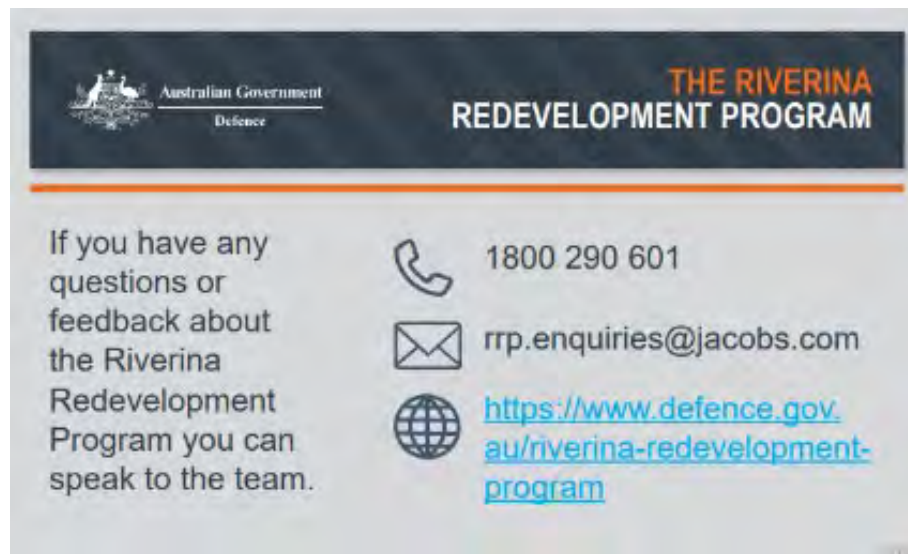 Australian Government
Defence
THE RIVERINA
REDEVELOPMENT PROGRAM
If you have any
questions or
feedback about
the Riverina
Redevelopment
Program you can
speak to the team.
1800 290 601
rrp.enquiries@jacobs.com
https://www.defence.gov.
au/riverina-redevelopment-
program